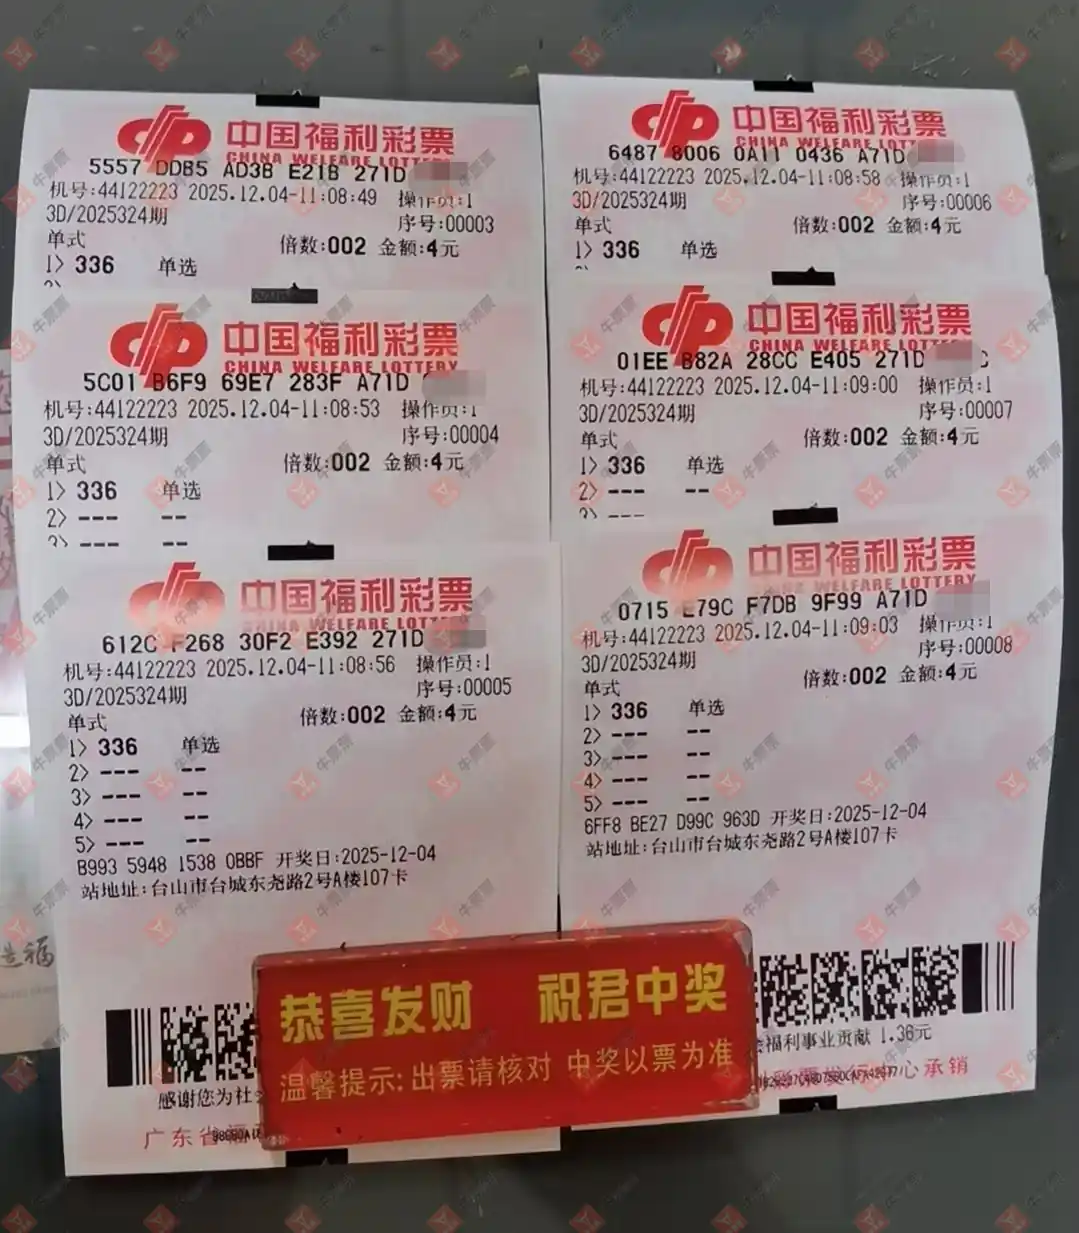 中国福利彩票
CHINA WELFARE LOTTERY
5557 DDB5 AD3B E21B 271D
机号:44122223 2025.12.04-11:08:49 操作员:1
3D/2025324期 序号:00003
单式 倍数:002 金额:4元
1> 336 单选
中国福利彩票
CHINA WELFARE LOTTERY
5C01 B6F9 69E7 283F A71D
机号:44122223 2025.12.04-11:08:53 操作员:1
3D/2025324期 序号:00004
单式 倍数:002 金额:4元
1> 336 单选
2> --- --
3> --- --
中国福利彩票
CHINA WELFARE LOTTERY
612C F268 30F2 E392 271D
机号:44122223 2025.12.04-11:08:56 操作员:1
3D/2025324期 序号:00005
单式 倍数:002 金额:4元
1> 336 单选
2> --- --
3> --- --
4> --- --
5> --- --
B993 5948 1538 0BBF 开奖日:2025-12-04
站地址:台山市台城东尧路2号A楼107卡
感谢您为社
广东省福
中国福利彩票
CHINA WELFARE LOTTERY
6487 8006 0A11 0436 A71D
机号:44122223 2025.12.04-11:08:58 操作员:1
3D/2025324期 序号:00006
单式 倍数:002 金额:4元
1> 336 单选
中国福利彩票
CHINA WELFARE LOTTERY
01EE B82A 28CC E405 271D C
机号:44122223 2025.12.04-11:09:00 操作员:1
3D/2025324期 序号:00007
单式 倍数:002 金额:4元
1> 336 单选
2> --- --
3> ---
中国福利彩票
CHINA WELFARE LOTTERY
0715 E79C F7DB 9F99 A71D
机号:44122223 2025.12.04-11:09:03 操作员:1
3D/2025324期 序号:00008
单式 倍数:002 金额:4元
1> 336 单选
2> --- --
3> --- --
4> --- --
5> --- --
6FF8 BE27 D99C 963D 开奖日:2025-12-04
站地址:台山市台城东尧路2号A楼107卡
福利事业贡献 1.36元
心承销
恭喜发财 祝君中奖
温馨提示:出票请核对 中奖以票为准
造福
牛票票